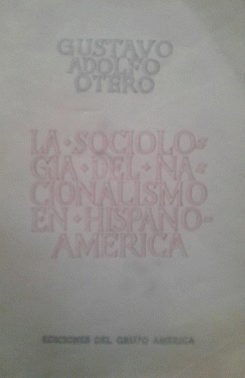 GUSTAVO
ADOLFO
OTERO
LA·SOCIOLO-
GIA·DEL·NA-
CIONALISMO
EN·HISPANO-
AMERICA
EDICIONES DEL GRUPO AMERICA